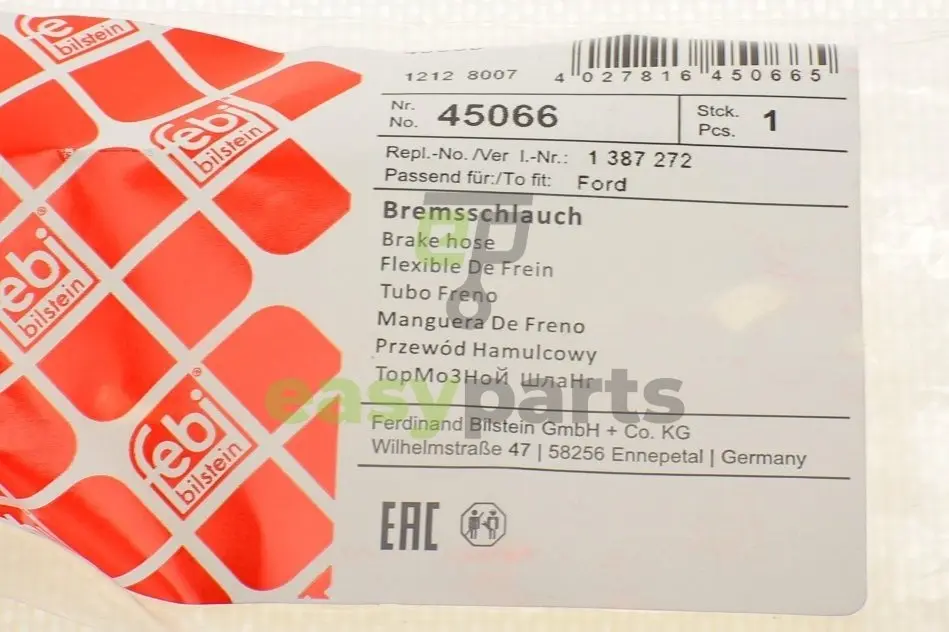 febi
bilstein
1212 8007
4 027816 450665
Nr.
No. 45066
Stck.
Pcs. 1
Repl.-No. /Ver l.-Nr.: 1 387 272
Passend für:/To fit: Ford
Bremsschlauch
Brake hose
Flexible De Frein
Tubo Freno
Manguera De Freno
Przewód Hamulcowy
ТорМоЗНой шлаНг
ep
easyparts
Ferdinand Bilstein GmbH + Co. KG
Wilhelmstraße 47 | 58256 Ennepetal | Germany
EAC
febi
bilstein
febi
bilstein
febi
bilstein